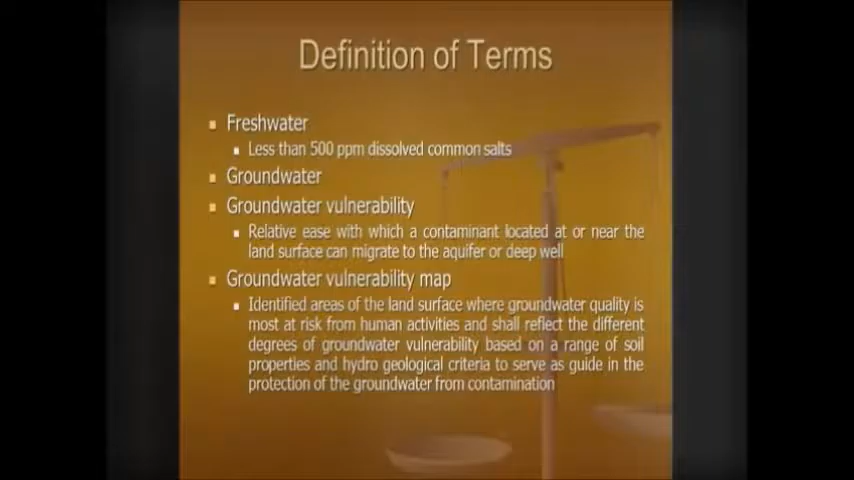 Definition of Terms
Freshwater
Less than 500 ppm dissolved common salts
Groundwater
Groundwater vulnerability
Relative ease with which a contaminant located at or near the
land surface can migrate to the aquifer or deep well
Groundwater vulnerability map
Identified areas of the land surface where groundwater quality is
most at risk from human activities and shall reflect the different
degrees of groundwater vulnerability based on a range of soil
properties and hydro geological criteria to serve as guide in the
protection of the groundwater from contamination